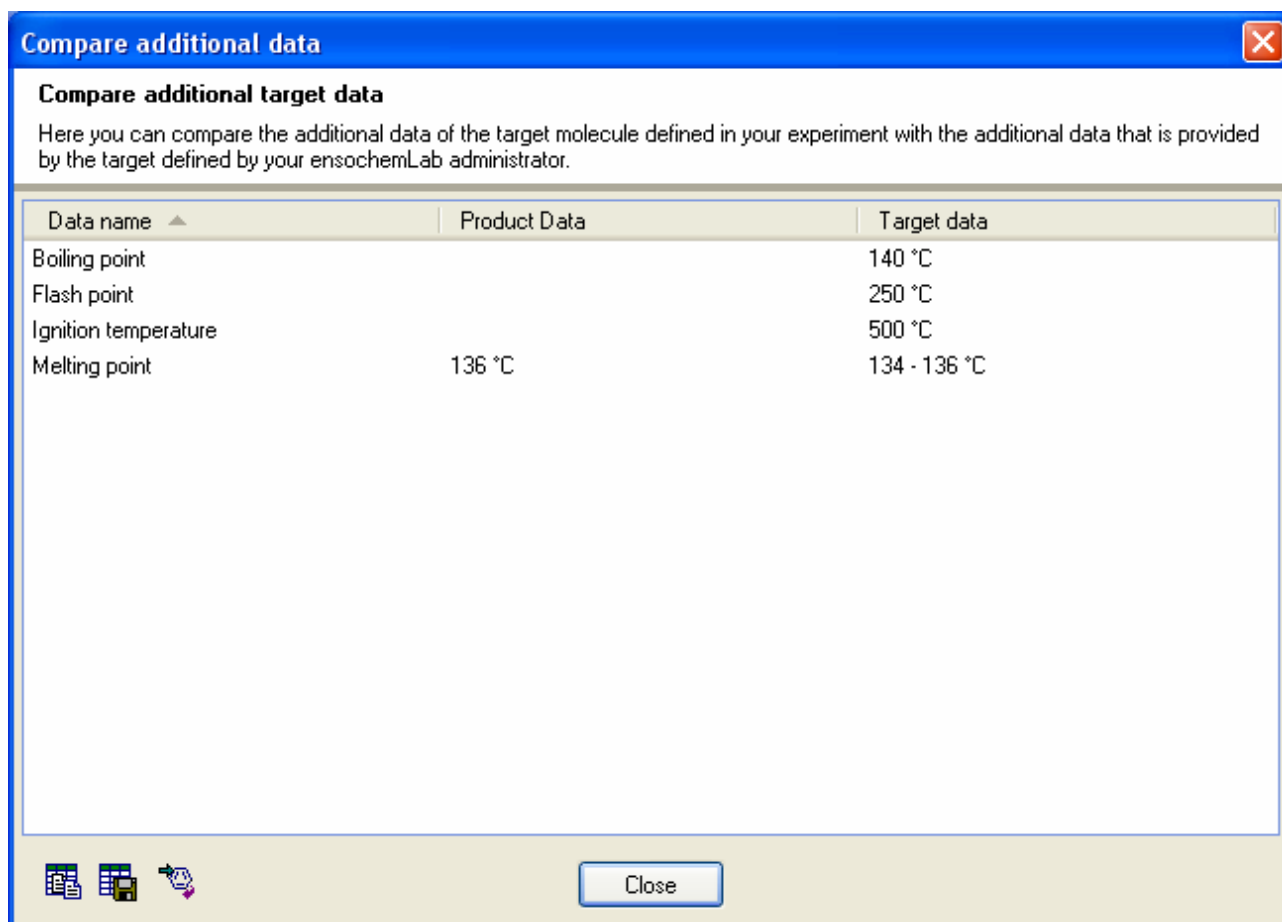 Compare additional data
Compare additional target data
Here you can compare the additional data of the target molecule defined in your experiment with the additional data that is provided
by the target defined by your ensochemLab administrator.
Data name Product Data Target data
Boiling point 140 °C
Flash point 250 °C
Ignition temperature 500 °C
Melting point 136 °C 134 - 136 °C
Close